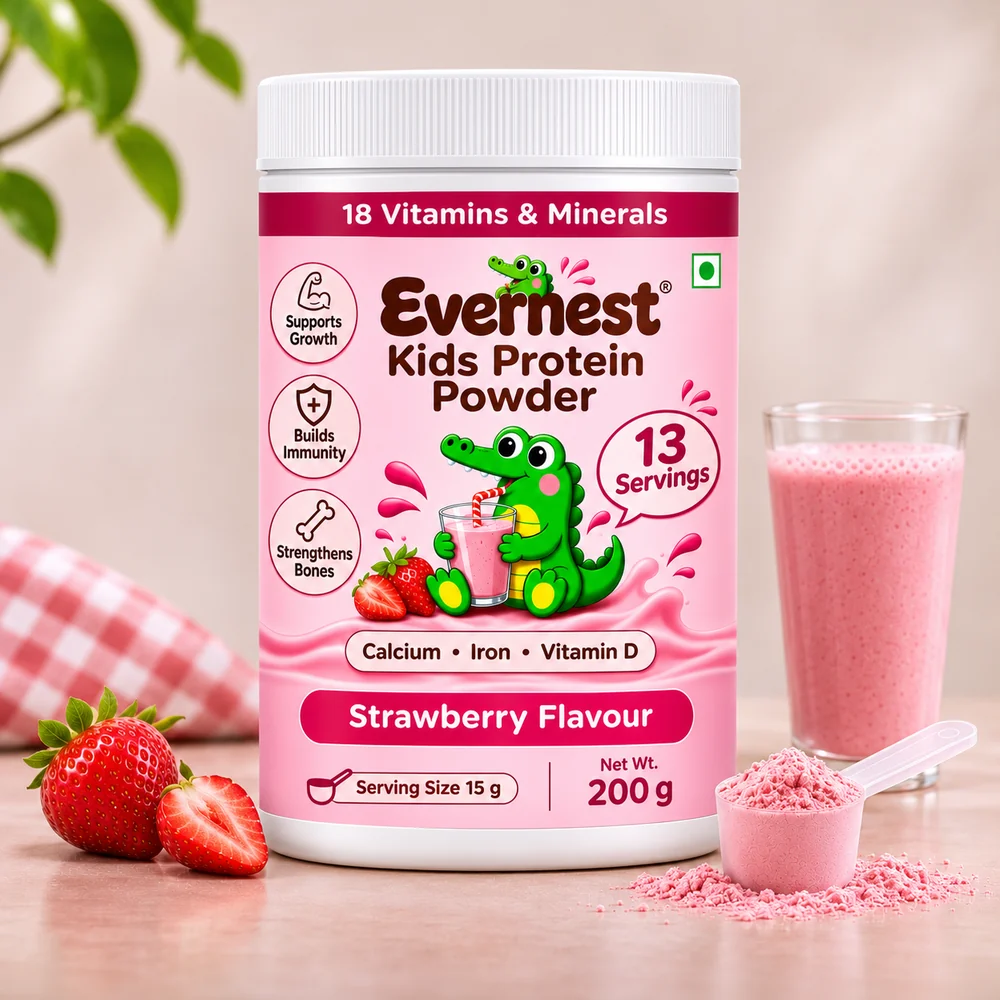 18 Vitamins & Minerals
Evernest®
Kids Protein
Powder
Supports
Growth
Builds
Immunity
Strengthens
Bones
13
Servings
Calcium • Iron • Vitamin D
Strawberry Flavour
Serving Size 15 g
Net Wt.
200 g